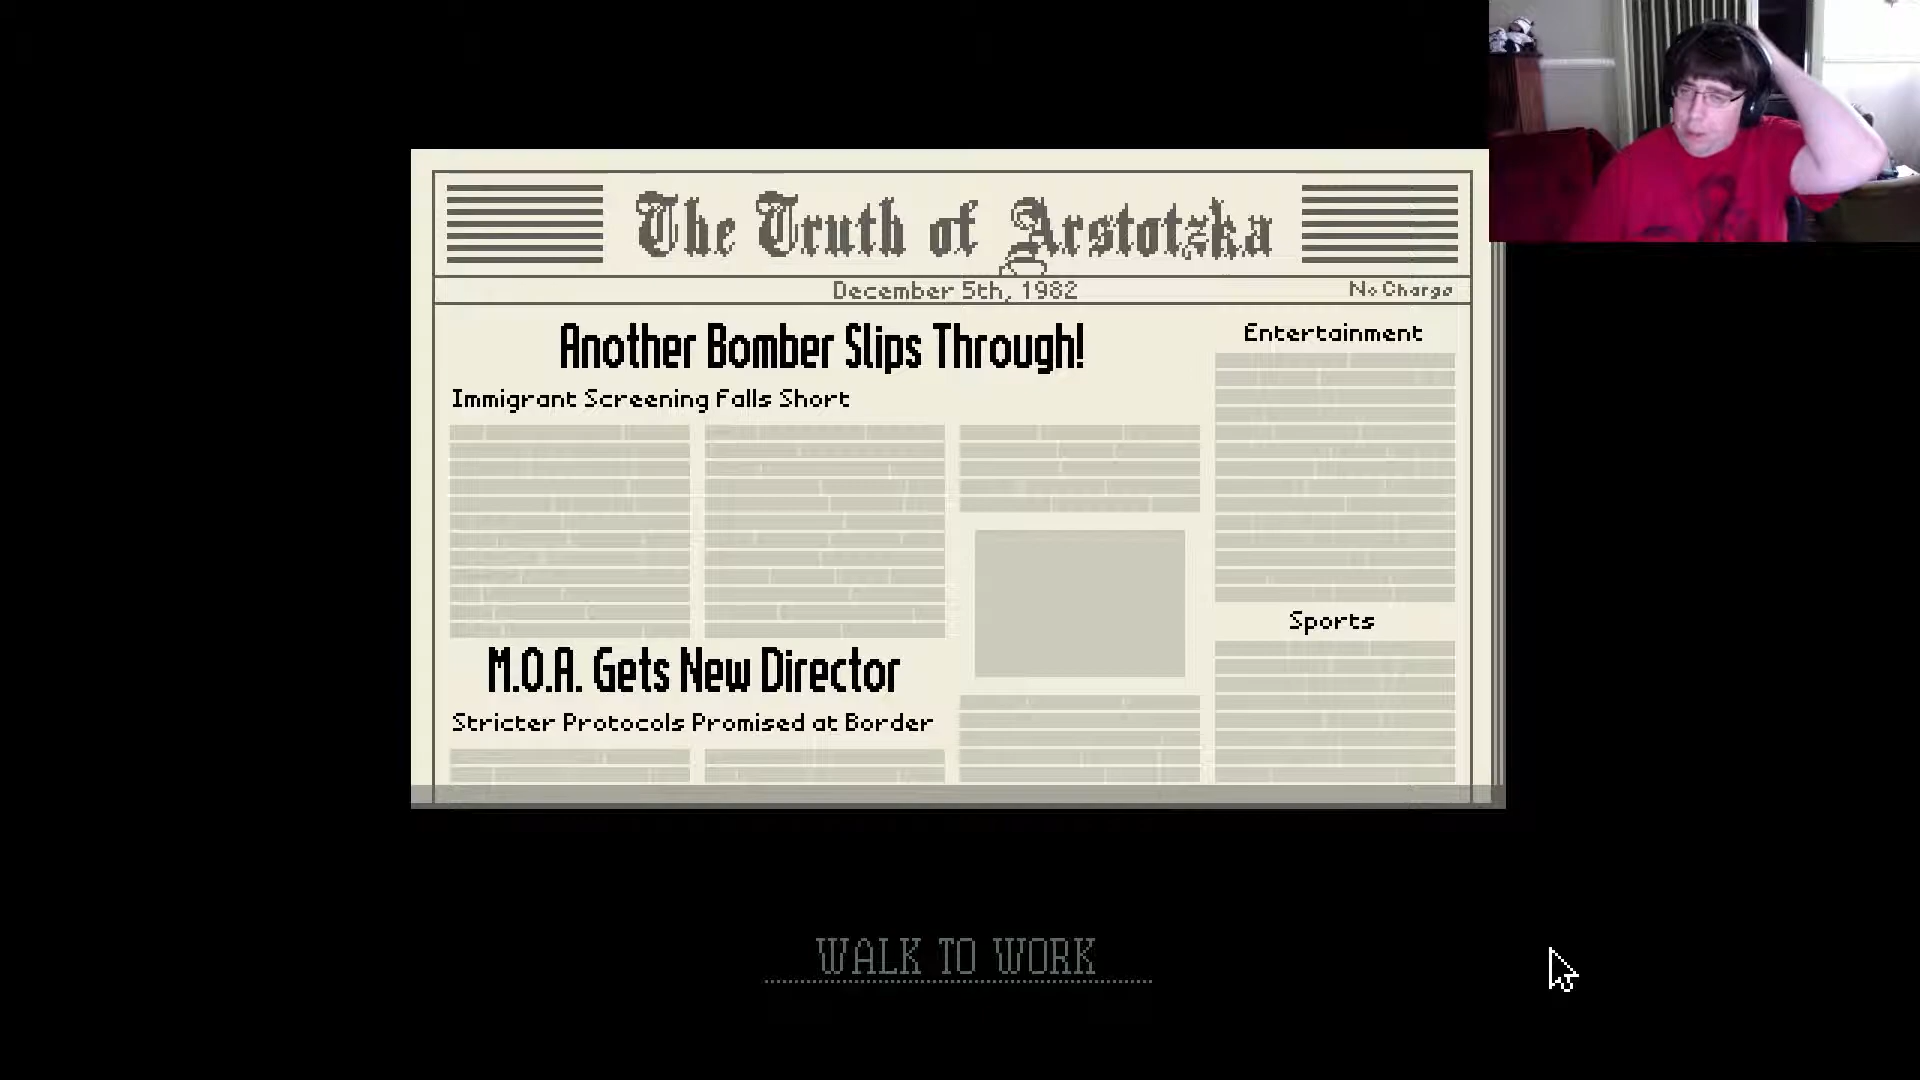 The Truth of Arstotzka
December 5th, 1982
No Charge
Another Bomber Slips Through!
Immigrant Screening Falls Short
M.O.A. Gets New Director
Stricter Protocols Promised at Border
Entertainment
Sports
WALK TO WORK